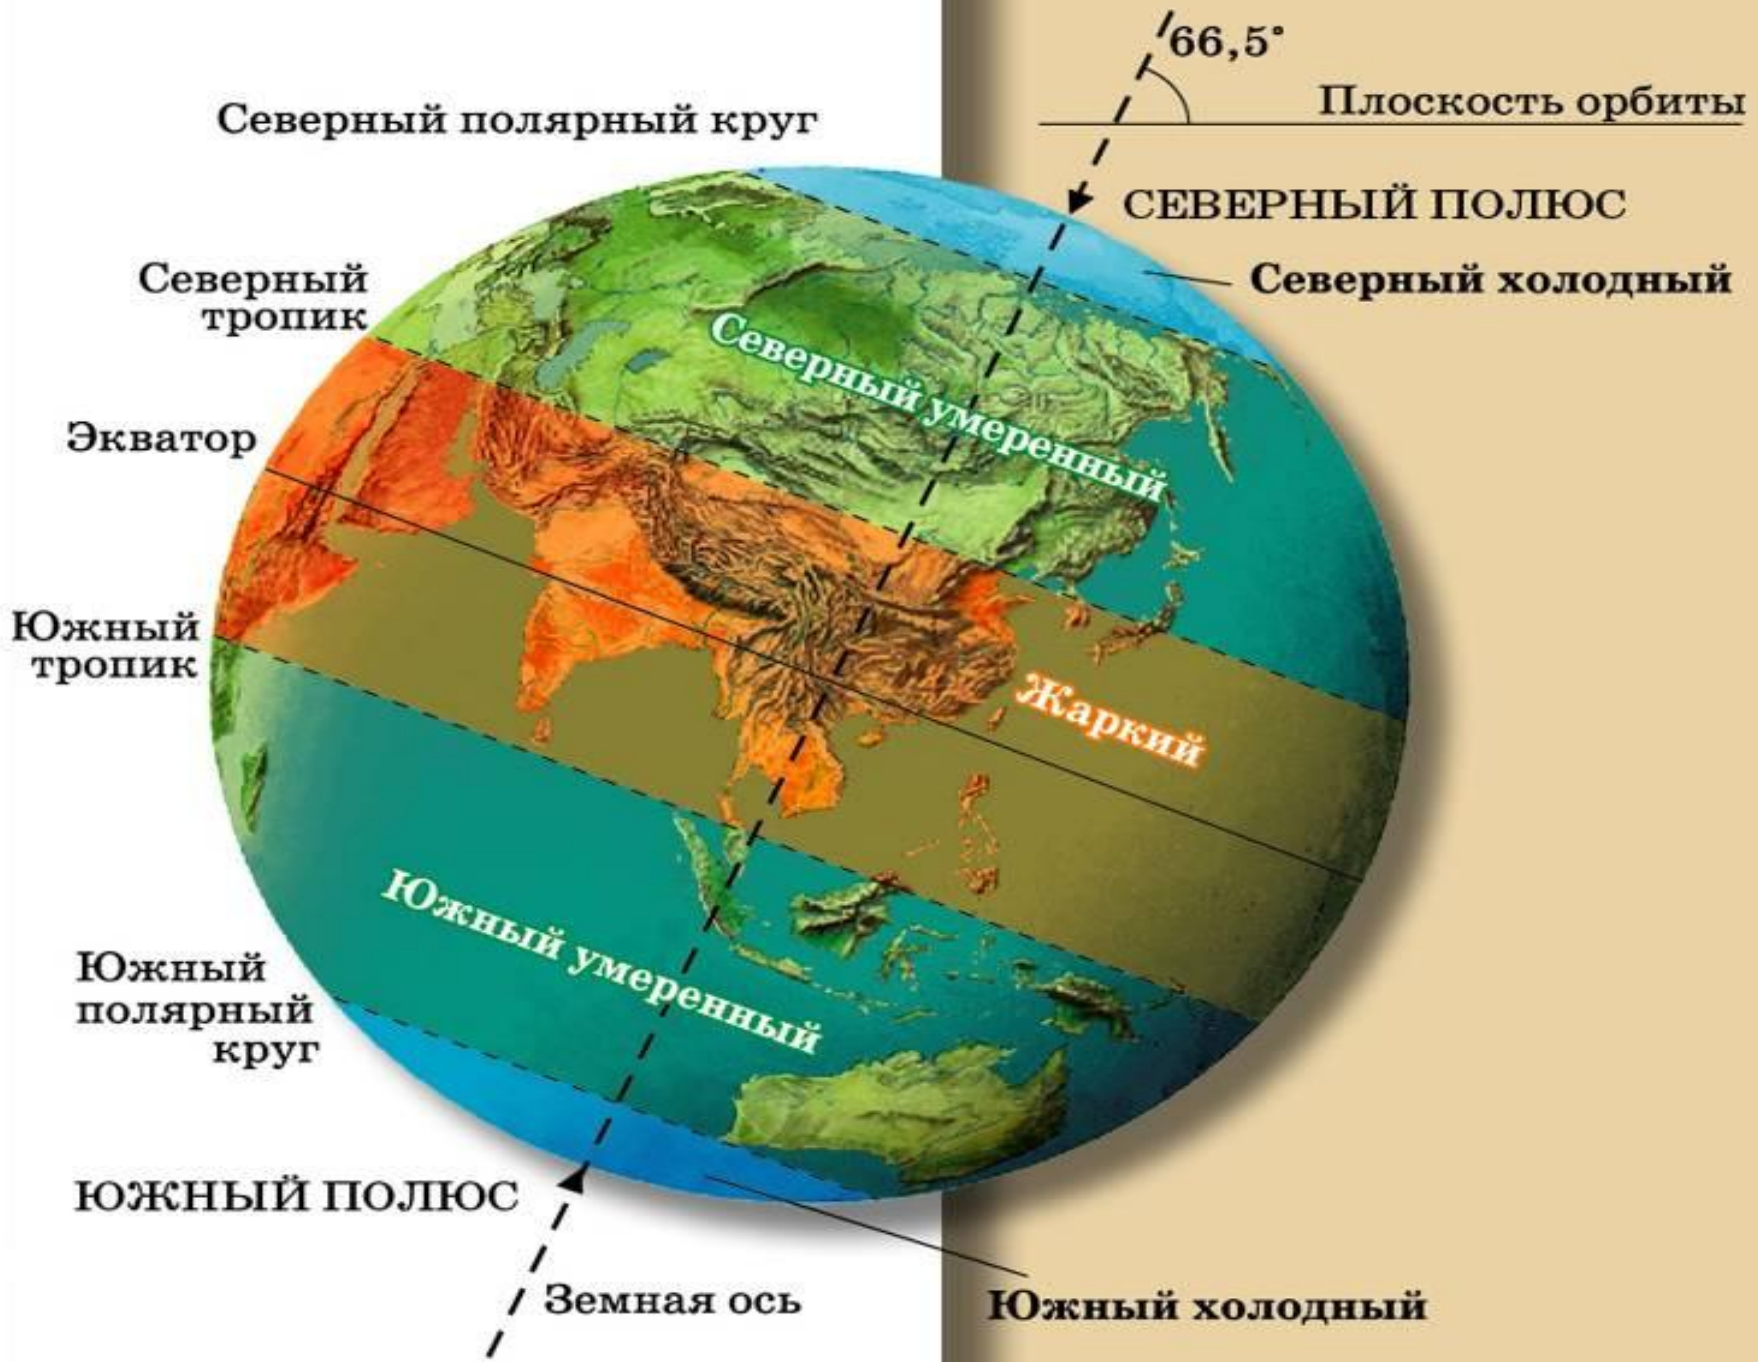 66,5°
Плоскость орбиты
Северный полярный круг
СЕВЕРНЫЙ ПОЛЮС
Северный холодный
Северный
тропик
Северный умеренный
Экватор
Южный
тропик
Жаркий
Южный умеренный
Южный
полярный
круг
ЮЖНЫЙ ПОЛЮС
Земная ось
Южный холодный